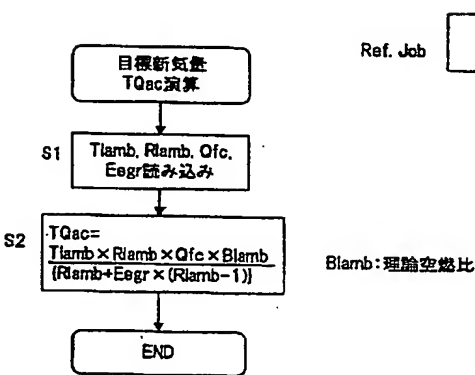 Ref. Job
目標新気量
TQac演算
S1
Tlamb, Rlamb, Qfc,
Eegr読み込み
S2
TQac=
Tlamb×Rlamb×Qfc×Blamb
{Rlamb+Eegr×(Rlamb-1)}
Blamb:理論空燃比
END